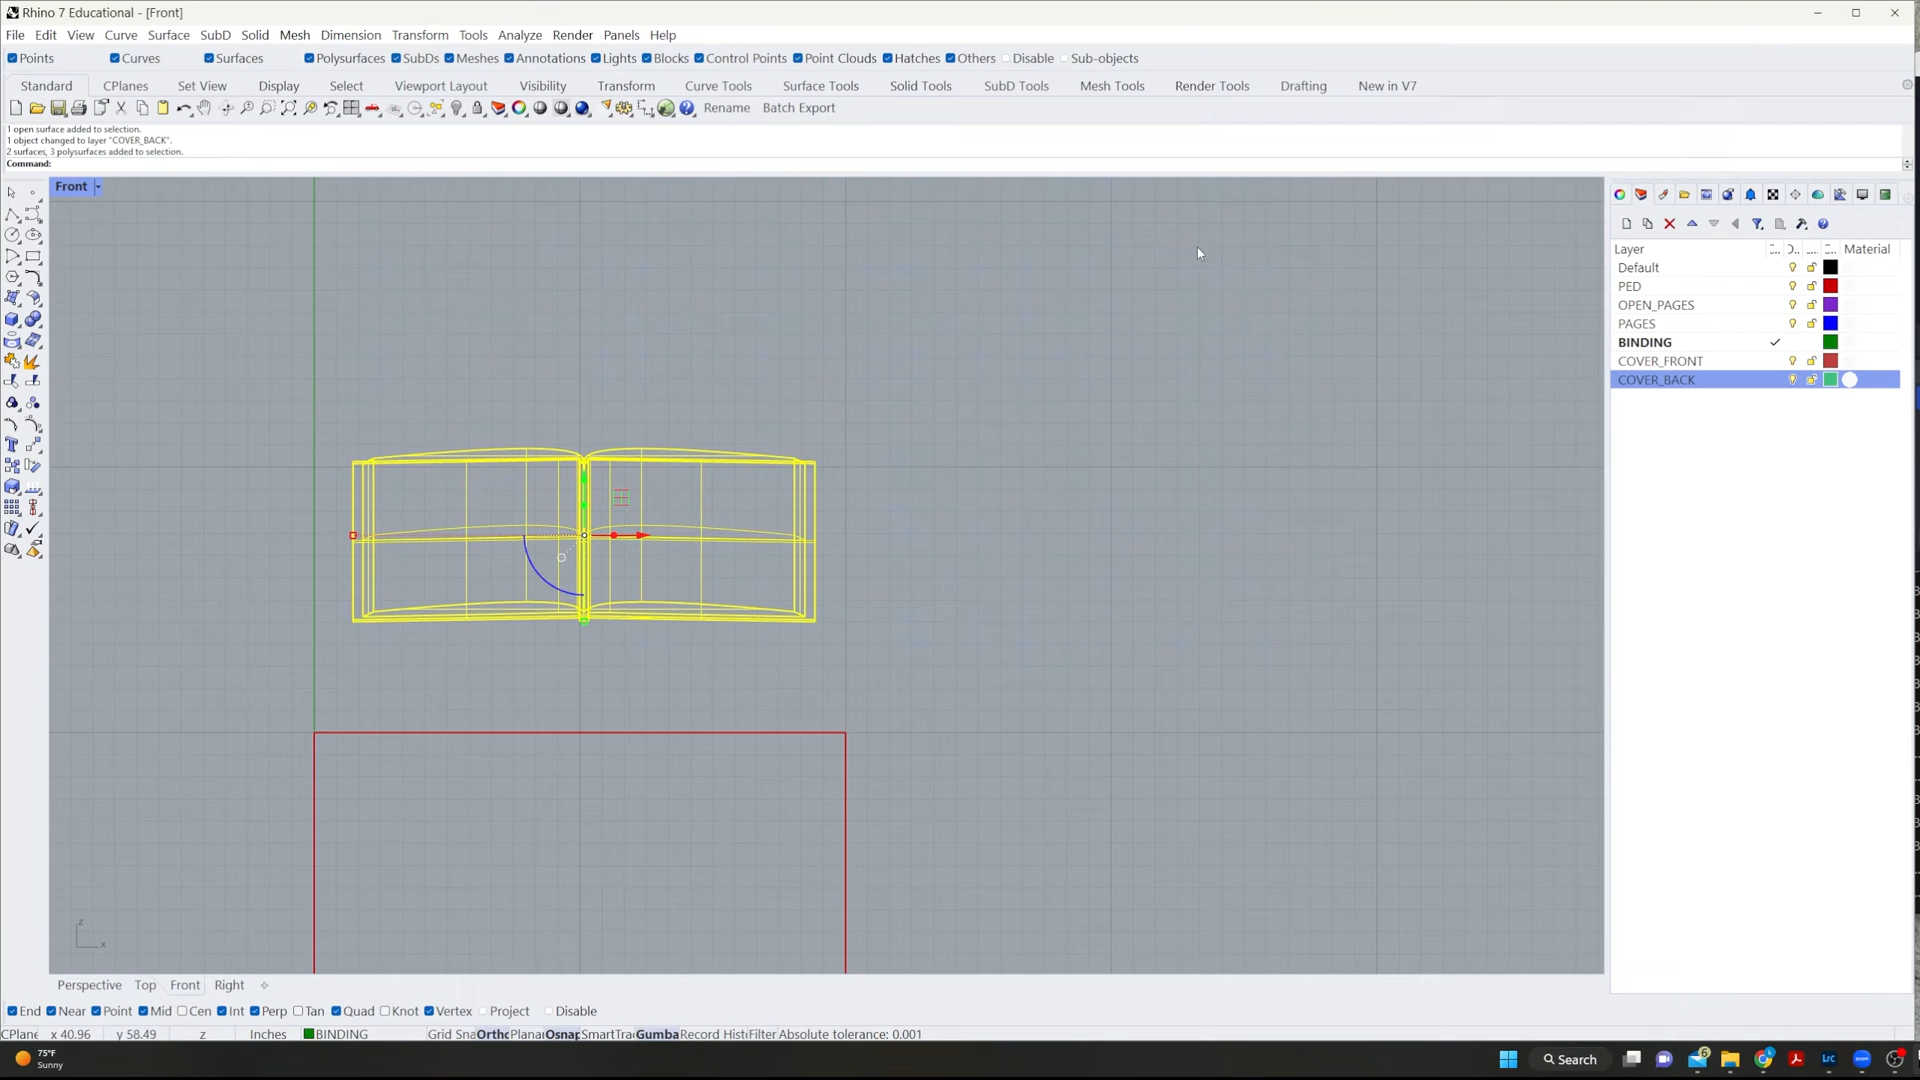 Rhino 7 Educational - [Front]
File Edit View Curve Surface SubD Solid Mesh Dimension Transform Tools Analyze Render Panels Help
Points Curves Surfaces Polysurfaces SubDs Meshes Annotations Lights Blocks Control Points Point Clouds Hatches Others Disable Sub-objects
Standard CPlanes Set View Display Select Viewport Layout Visibility Transform Curve Tools Surface Tools Solid Tools SubD Tools Mesh Tools Render Tools Drafting New in V7
Rename Batch Export
1 open surface added to selection.
1 object changed to layer "COVER_BACK".
2 surfaces, 3 polysurfaces added to selection.
Command:
Front
Layer Material
Default
PED
OPEN_PAGES
PAGES
BINDING
COVER_FRONT
COVER_BACK
z
x
Perspective Top Front Right
End Near Point Mid Cen Int Perp Tan Quad Knot Vertex Project Disable
CPlane x 40.96 y 58.49 z Inches BINDING Grid Sna Ortho Planar Osnap SmartTra Gumba Record Histo Filter Absolute tolerance: 0.001
75°F
Sunny
Search
6
Lrc